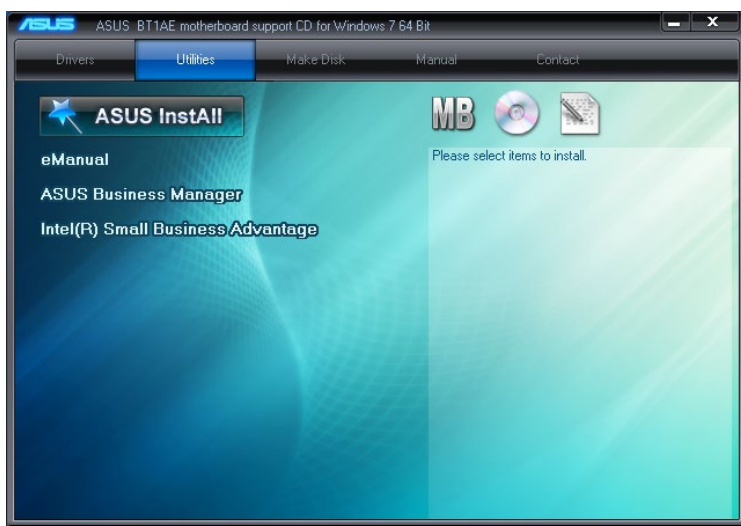 ASUS ASUS BT1AE motherboard support CD for Windows 7 64 Bit
Drivers Utilities Make Disk Manual Contact
ASUS InstAll
MB
eManual
Please select items to install.
ASUS Business Manager
Intel(R) Small Business Advantage